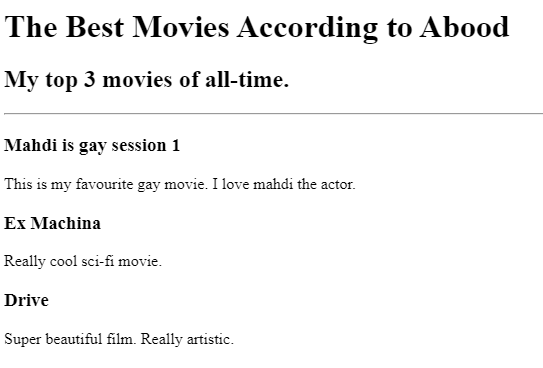 The Best Movies According to Abood
My top 3 movies of all-time.
Mahdi is gay session 1
This is my favourite gay movie. I love mahdi the actor.
Ex Machina
Really cool sci-fi movie.
Drive
Super beautiful film. Really artistic.